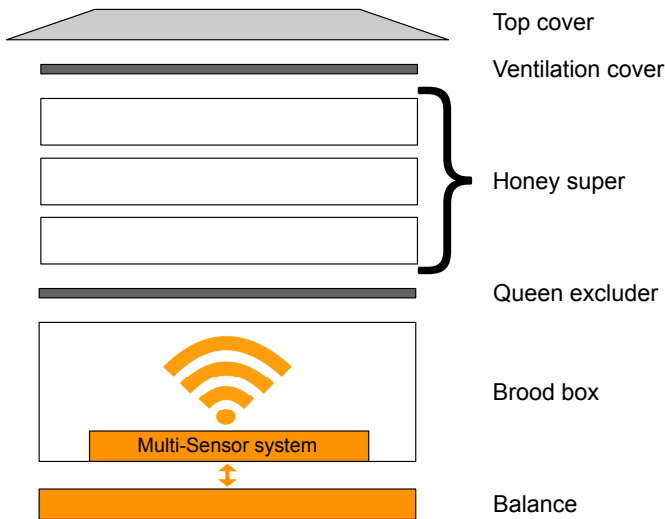 Top cover
Ventilation cover
Honey super
Queen excluder
Brood box
Multi-Sensor system
Balance